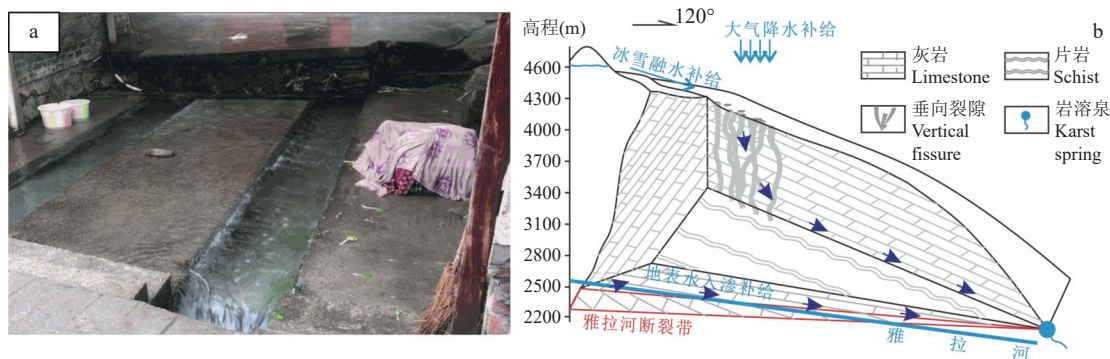 a
高程(m)
120°
大气降水补给
b
冰雪融水补给
4600
4300
4000
3700
3400
3100
2800
2500
2200
灰岩
Limestone
片岩
Schist
垂向裂隙
Vertical
fissure
岩溶泉
Karst
spring
地表水入渗补给
雅拉河断裂带
雅拉河